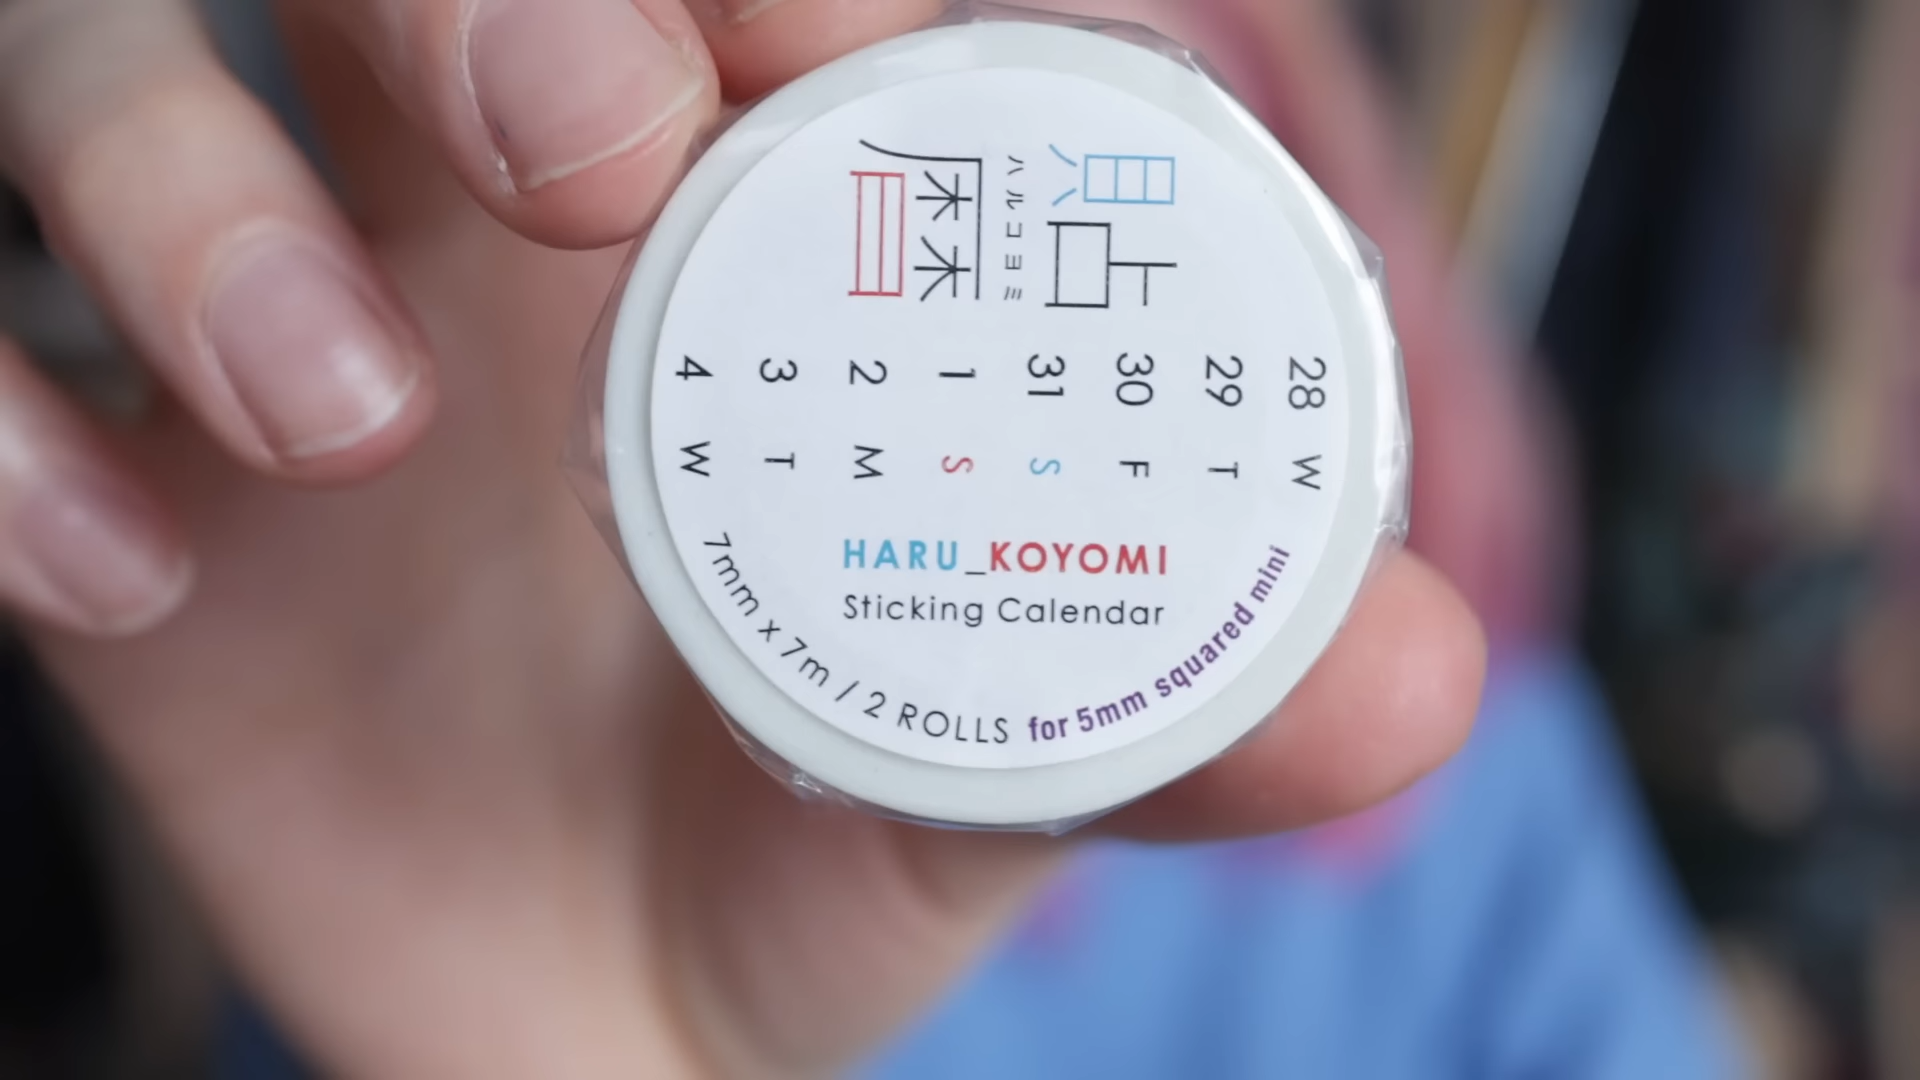 貼
ハルコヨミ
暦
28 W
29 T
30 F
31 S
1 S
2 M
3 T
4 W
HARU_KOYOMI
Sticking Calendar
7mm x 7m / 2 ROLLS for 5mm squared mini